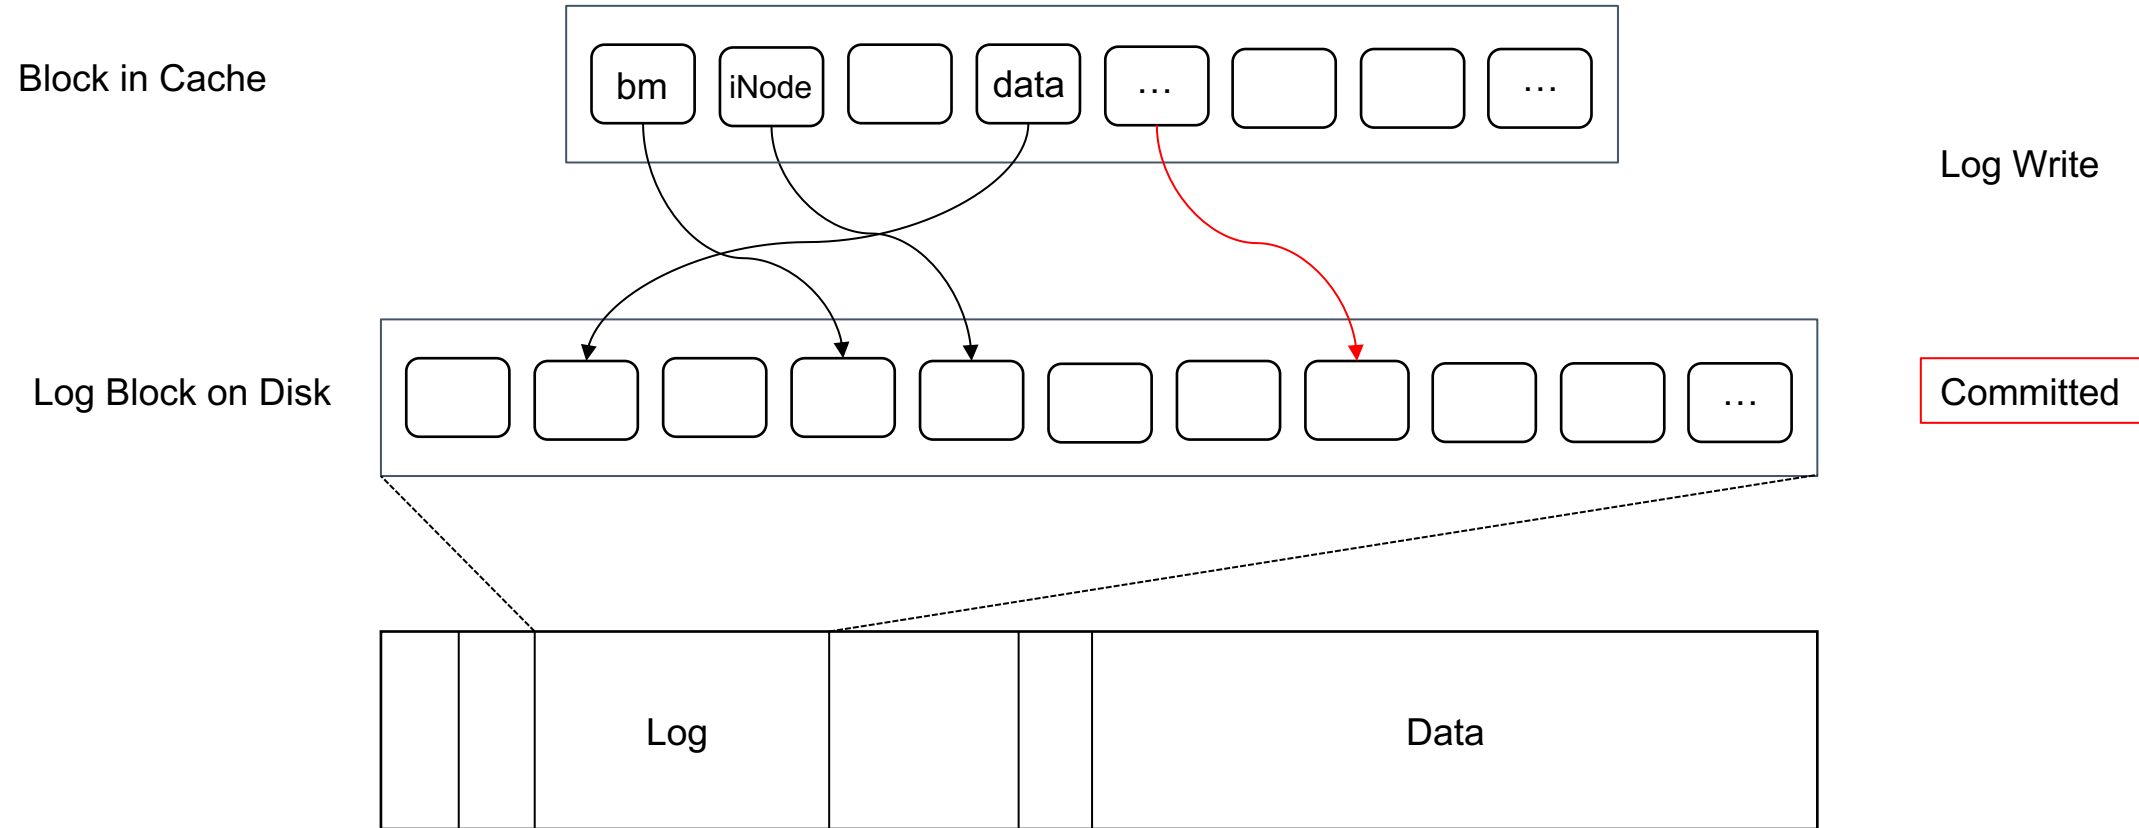 Block in Cache
bm
iNode
data
...
...
Log Write
Log Block on Disk
...
Committed
Log
Data